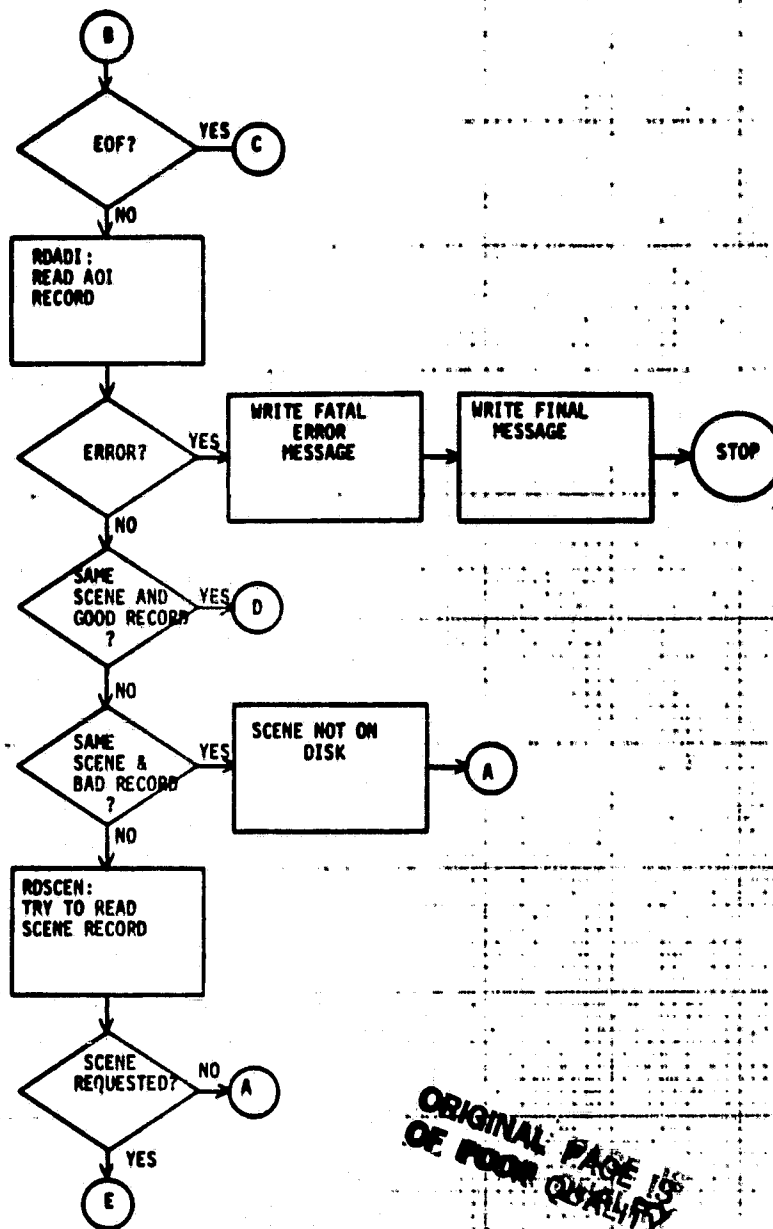 B
EOF?
YES
C
NO
RDADI:
READ AOI
RECORD
ERROR?
YES
WRITE FATAL
ERROR
MESSAGE
WRITE FINAL
MESSAGE
STOP
NO
SAME
SCENE AND
GOOD RECORD
?
YES
D
NO
SAME
SCENE &
BAD RECORD
?
YES
SCENE NOT ON
DISK
A
NO
RDSCEN:
TRY TO READ
SCENE RECORD
SCENE
REQUESTED?
NO
A
YES
E
ORIGINAL PAGE IS
OF POOR QUALITY